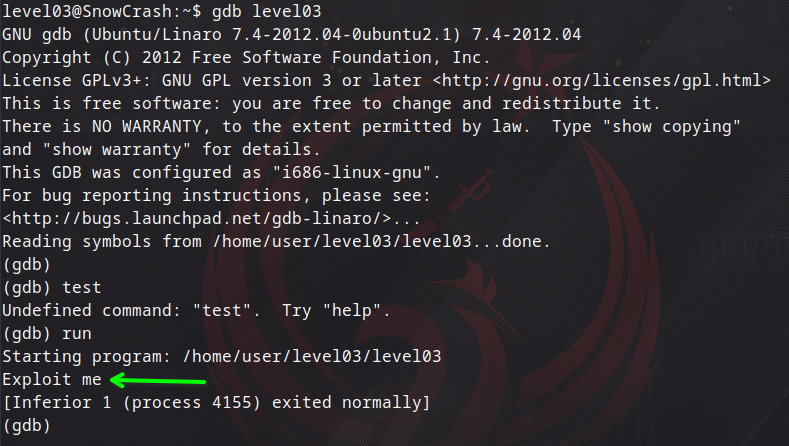 level03@SnowCrash:~$ gdb level03
GNU gdb (Ubuntu/Linaro 7.4-2012.04-0ubuntu2.1) 7.4-2012.04
Copyright (C) 2012 Free Software Foundation, Inc.
License GPLv3+: GNU GPL version 3 or later <http://gnu.org/licenses/gpl.html>
This is free software: you are free to change and redistribute it.
There is NO WARRANTY, to the extent permitted by law.  Type "show copying"
and "show warranty" for details.
This GDB was configured as "i686-linux-gnu".
For bug reporting instructions, please see:
<http://bugs.launchpad.net/gdb-linaro/>...
Reading symbols from /home/user/level03/level03...done.
(gdb)
(gdb) test
Undefined command: "test".  Try "help".
(gdb) run
Starting program: /home/user/level03/level03
Exploit me
[Inferior 1 (process 4155) exited normally]
(gdb)